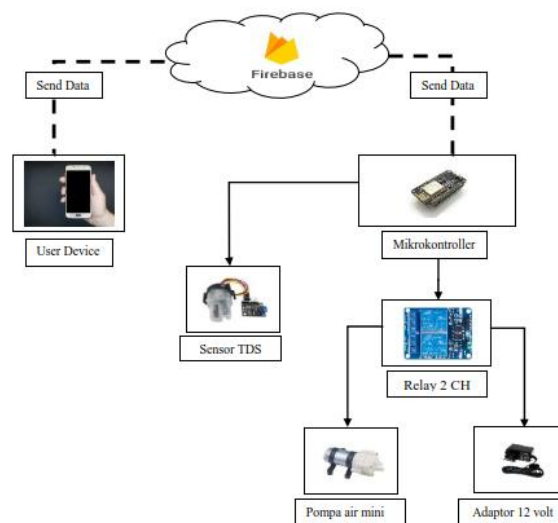 Firebase
Send Data
Send Data
User Device
Mikrokontroller
Sensor TDS
Relay 2 CH
Pompa air mini
Adaptor 12 volt